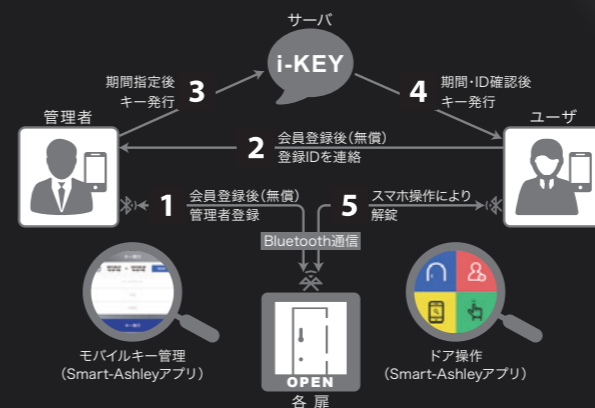 サーバ
i-KEY
期間指定後
キー発行
3
4
期間・ID確認後
キー発行
管理者
ユーザ
2
会員登録後(無償)
登録IDを連絡
1
会員登録後(無償)
管理者登録
5
スマホ操作により
解錠
Bluetooth通信
モバイルキー管理
(Smart-Ashleyアプリ)
OPEN
各 扉
ドア操作
(Smart-Ashleyアプリ)